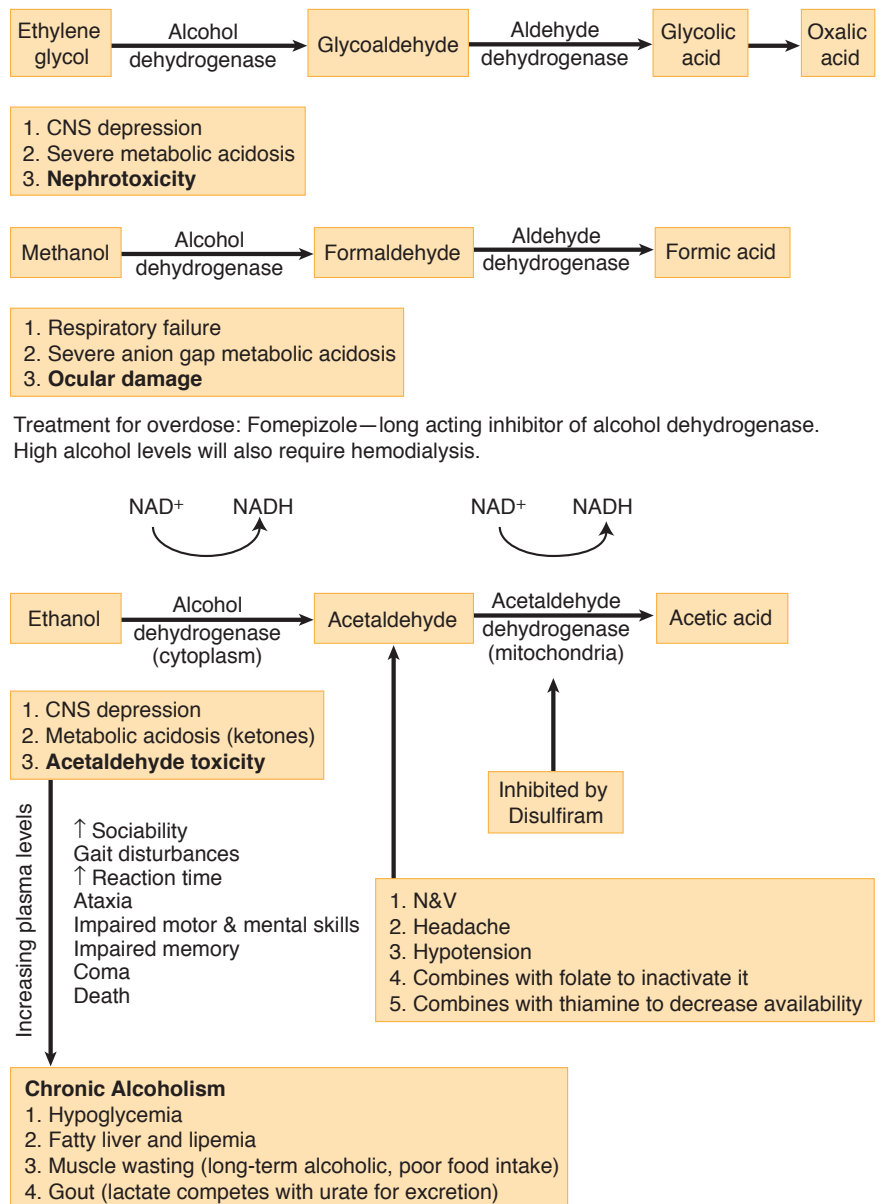 Ethylene glycol
Alcohol dehydrogenase
Glycoaldehyde
Aldehyde dehydrogenase
Glycolic acid
Oxalic acid
1. CNS depression
2. Severe metabolic acidosis
3. Nephrotoxicity
Methanol
Alcohol dehydrogenase
Formaldehyde
Aldehyde dehydrogenase
Formic acid
1. Respiratory failure
2. Severe anion gap metabolic acidosis
3. Ocular damage
Treatment for overdose: Fomepizole—long acting inhibitor of alcohol dehydrogenase.
High alcohol levels will also require hemodialysis.
NAD+ NADH
NAD+ NADH
Ethanol
Alcohol
dehydrogenase
(cytoplasm)
Acetaldehyde
Acetaldehyde
dehydrogenase
(mitochondria)
Acetic acid
1. CNS depression
2. Metabolic acidosis (ketones)
3. Acetaldehyde toxicity
Inhibited by
Disulfiram
Increasing plasma levels
↑ Sociability
Gait disturbances
↑ Reaction time
Ataxia
Impaired motor & mental skills
Impaired memory
Coma
Death
1. N&V
2. Headache
3. Hypotension
4. Combines with folate to inactivate it
5. Combines with thiamine to decrease availability
Chronic Alcoholism
1. Hypoglycemia
2. Fatty liver and lipemia
3. Muscle wasting (long-term alcoholic, poor food intake)
4. Gout (lactate competes with urate for excretion)